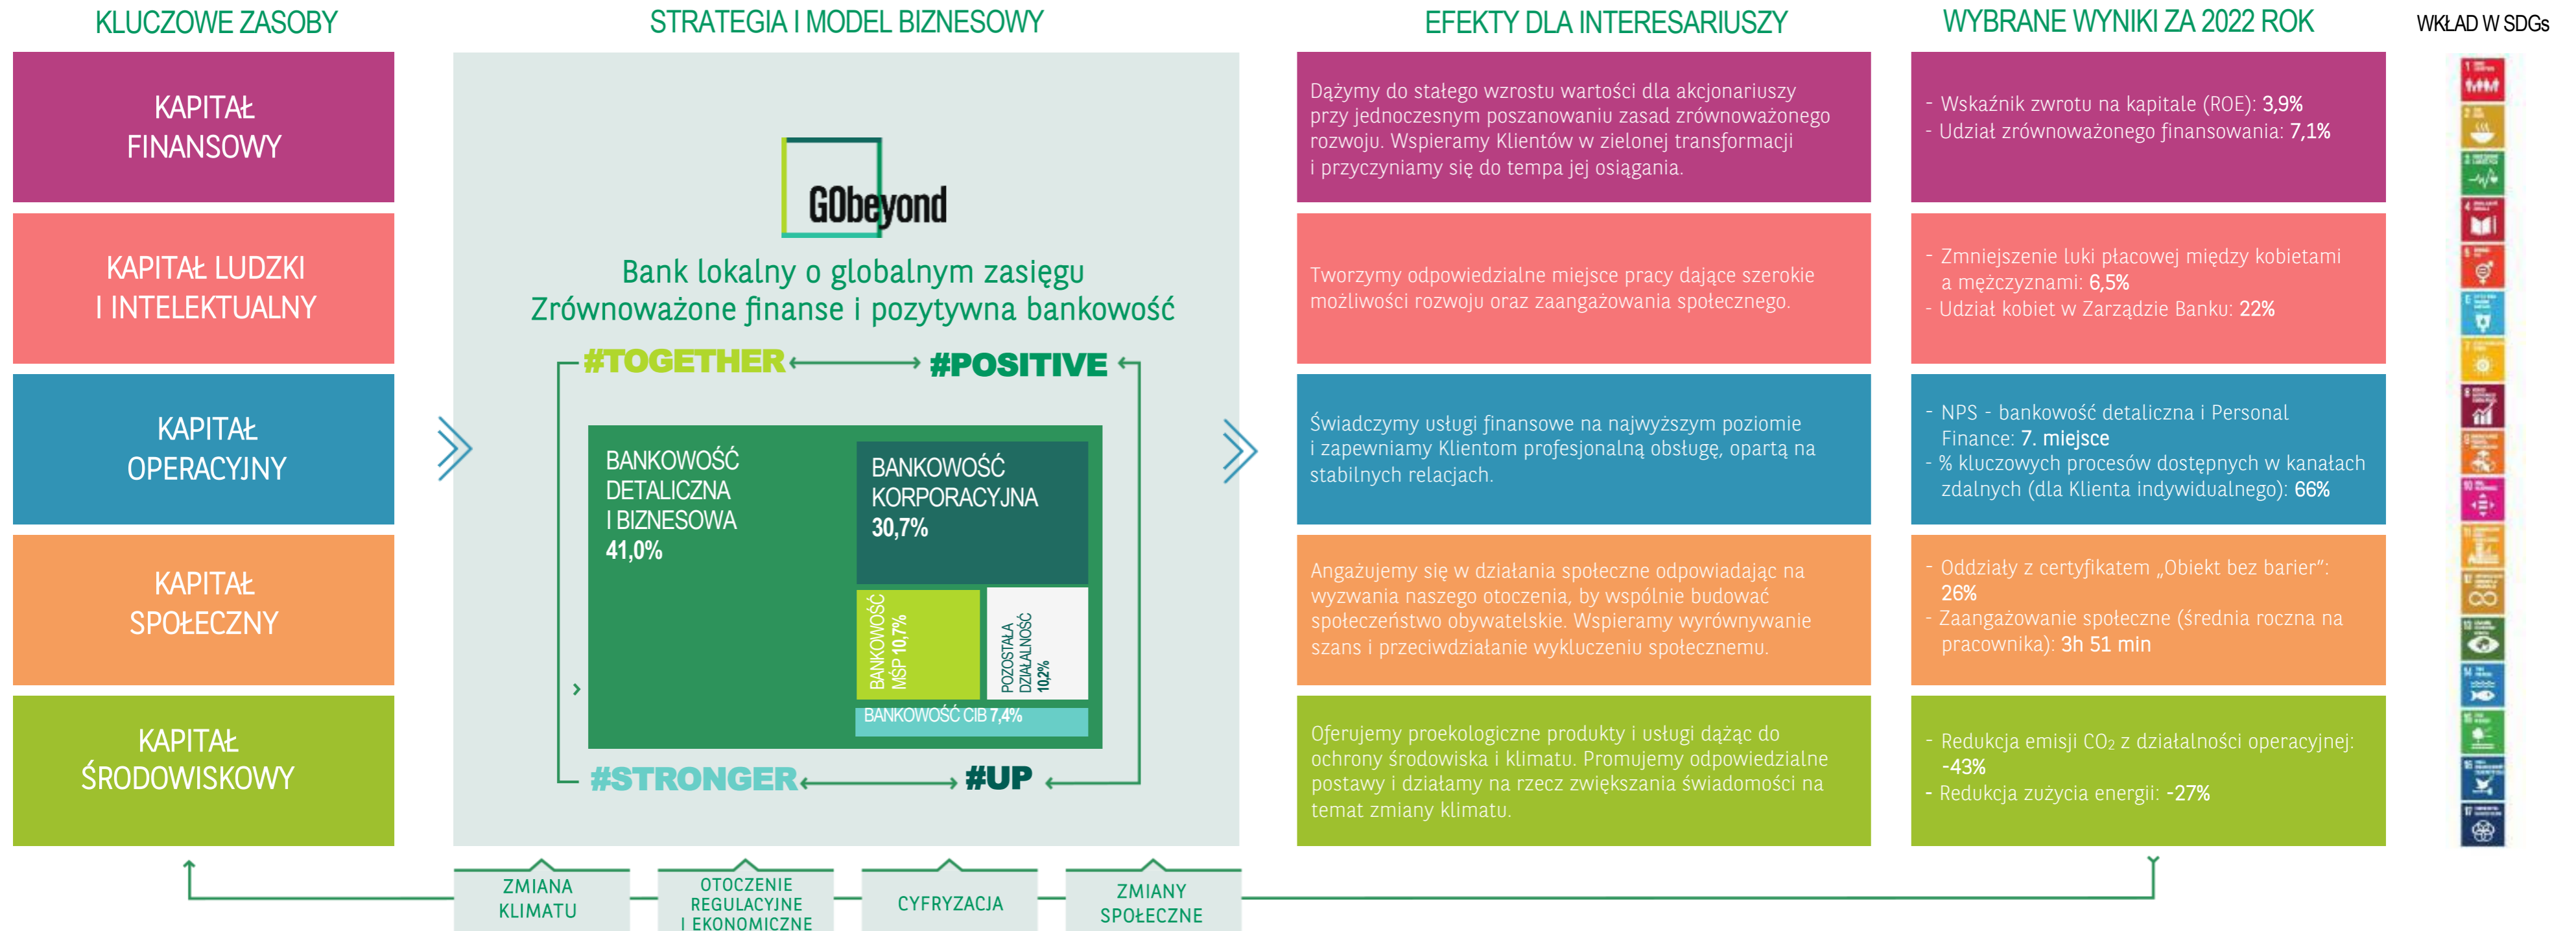 KLUCZOWE ZASOBY
STRATEGIA I MODEL BIZNESOWY
EFEKTY DLA INTERESARIUSZY
WYBRANE WYNIKI ZA 2022 ROK
WKŁAD W SDGs
KAPITAŁ
FINANSOWY
KAPITAŁ LUDZKI
I INTELEKTUALNY
KAPITAŁ
OPERACYJNY
KAPITAŁ
SPOŁECZNY
KAPITAŁ
ŚRODOWISKOWY
GObeyond
Bank lokalny o globalnym zasięgu
Zrównoważone finanse i pozytywna bankowość
#TOGETHER
#POSITIVE
BANKOWOŚĆ
DETALICZNA
I BIZNESOWA
41,0%
BANKOWOŚĆ
KORPORACYJNA
30,7%
BANKOWOŚĆ
MŚP 10,7%
POZOSTAŁA
DZIAŁALNOŚĆ
10,2%
BANKOWOŚĆ CIB 7,4%
#STRONGER
#UP
Dążymy do stałego wzrostu wartości dla akcjonariuszy
przy jednoczesnym poszanowaniu zasad zrównoważonego
rozwoju. Wspieramy Klientów w zielonej transformacji
i przyczyniamy się do tempa jej osiągania.
Tworzymy odpowiedzialne miejsce pracy dające szerokie
możliwości rozwoju oraz zaangażowania społecznego.
Świadczymy usługi finansowe na najwyższym poziomie
i zapewniamy Klientom profesjonalną obsługę, opartą na
stabilnych relacjach.
Angażujemy się w działania społeczne odpowiadając na
wyzwania naszego otoczenia, by wspólnie budować
społeczeństwo obywatelskie. Wspieramy wyrównywanie
szans i przeciwdziałanie wykluczeniu społecznemu.
Oferujemy proekologiczne produkty i usługi dążąc do
ochrony środowiska i klimatu. Promujemy odpowiedzialne
postawy i działamy na rzecz zwiększania świadomości na
temat zmiany klimatu.
- Wskaźnik zwrotu na kapitale (ROE): 3,9%
- Udział zrównoważonego finansowania: 7,1%
- Zmniejszenie luki płacowej między kobietami
a mężczyznami: 6,5%
- Udział kobiet w Zarządzie Banku: 22%
- NPS - bankowość detaliczna i Personal
Finance: 7. miejsce
- % kluczowych procesów dostępnych w kanałach
zdalnych (dla Klienta indywidualnego): 66%
- Oddziały z certyfikatem „Obiekt bez barier”:
26%
- Zaangażowanie społeczne (średnia roczna na
pracownika): 3h 51 min
- Redukcja emisji CO₂ z działalności operacyjnej:
-43%
- Redukcja zużycia energii: -27%
1
2
4
7
8
10
12
13
14
17
ZMIANA
KLIMATU
OTOCZENIE
REGULACYJNE
I EKONOMICZNE
CYFRYZACJA
ZMIANY
SPOŁECZNE